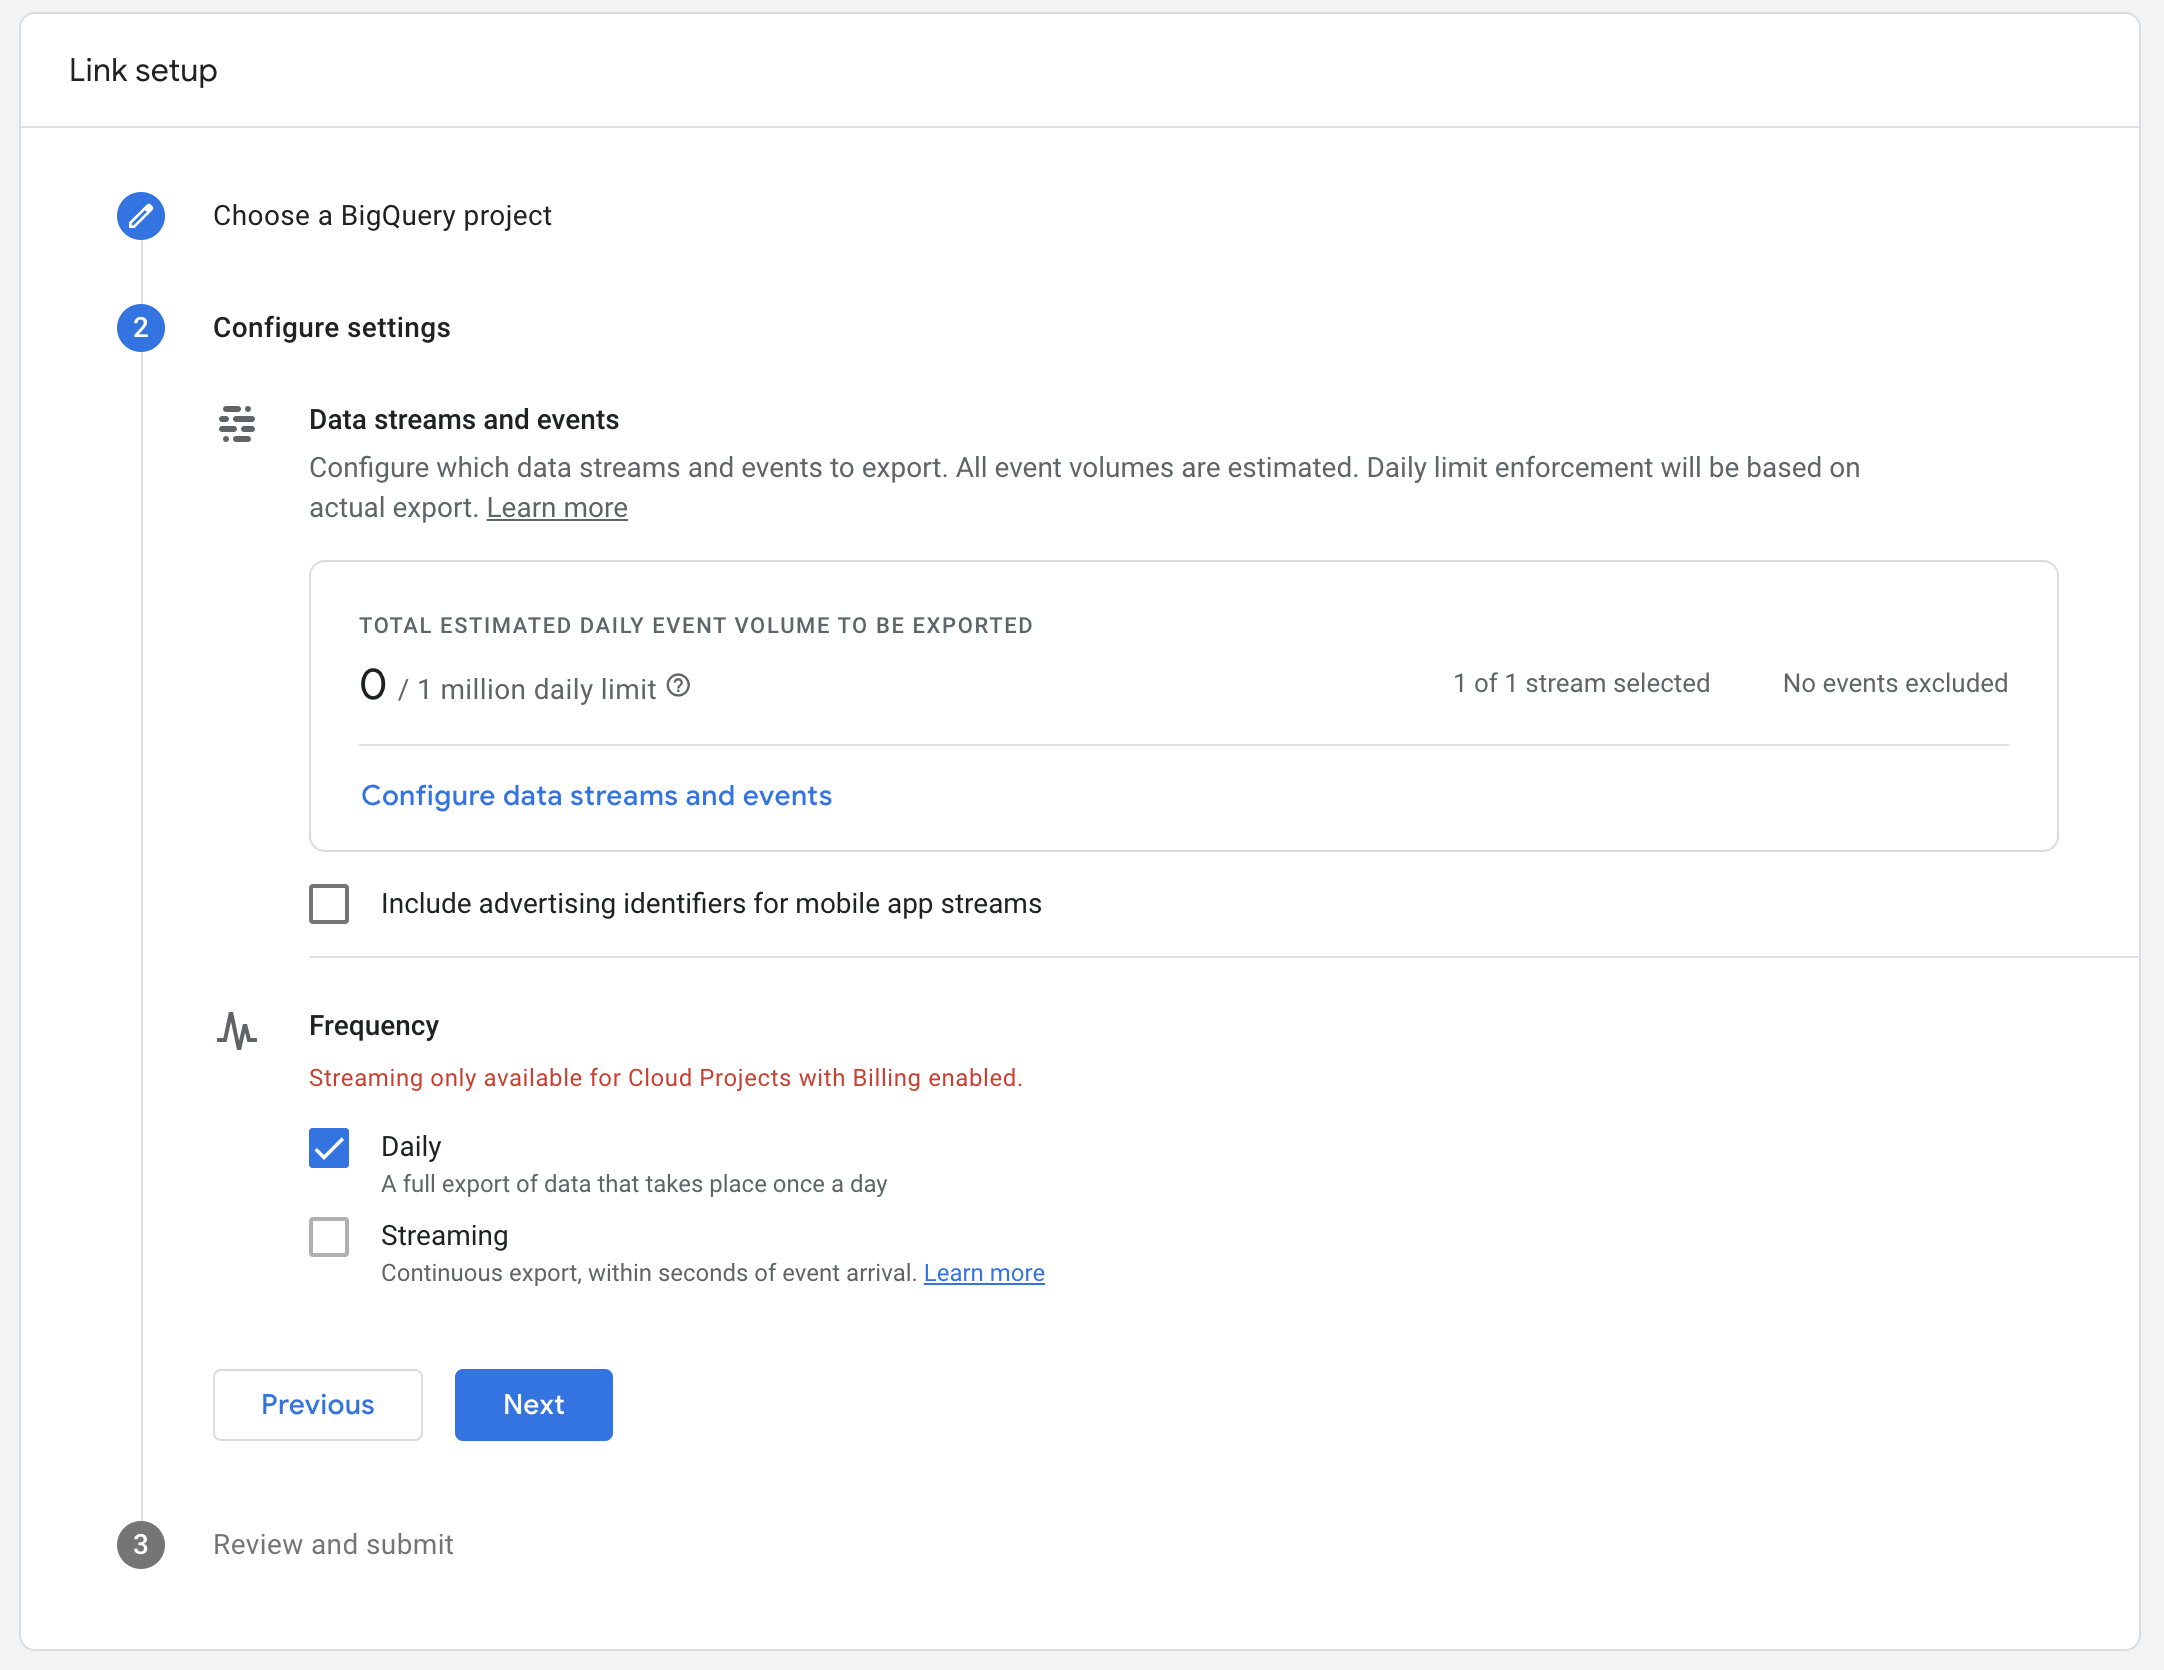 Link setup
Choose a BigQuery project
2
Configure settings
Data streams and events
Configure which data streams and events to export. All event volumes are estimated. Daily limit enforcement will be based on
actual export. Learn more
TOTAL ESTIMATED DAILY EVENT VOLUME TO BE EXPORTED
0 / 1 million daily limit ?
1 of 1 stream selected
No events excluded
Configure data streams and events
Include advertising identifiers for mobile app streams
Frequency
Streaming only available for Cloud Projects with Billing enabled.
Daily
A full export of data that takes place once a day
Streaming
Continuous export, within seconds of event arrival. Learn more
Previous
Next
3
Review and submit